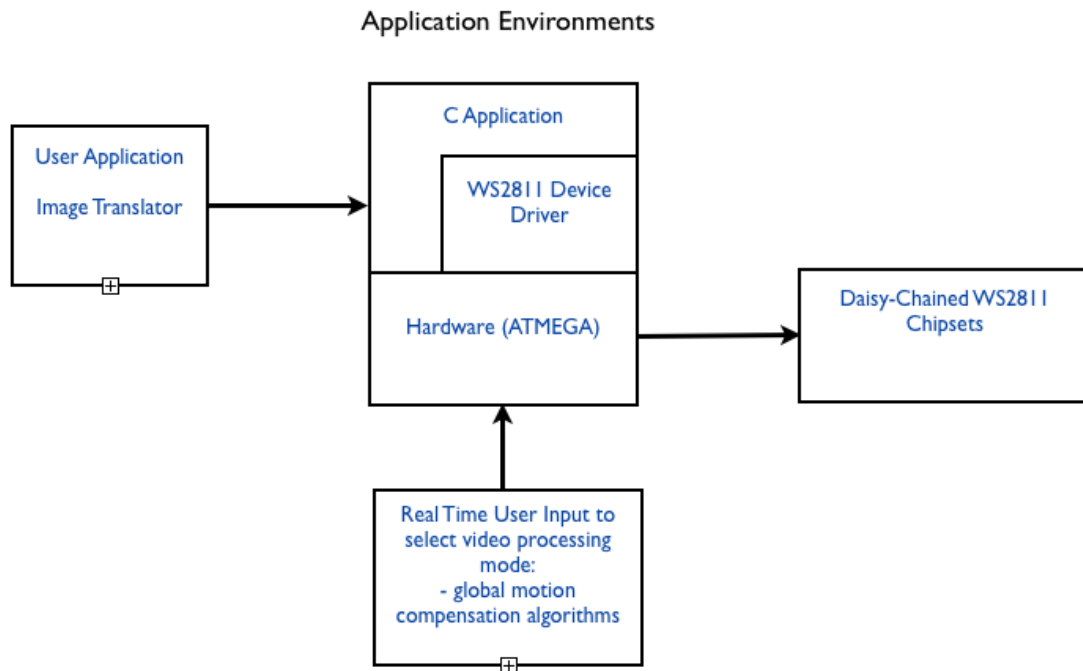 Application Environments
User Application
Image Translator
C Application
WS2811 Device
Driver
Hardware (ATMEGA)
Daisy-Chained WS2811
Chipsets
Real Time User Input to
select video processing
mode:
- global motion
compensation algorithms